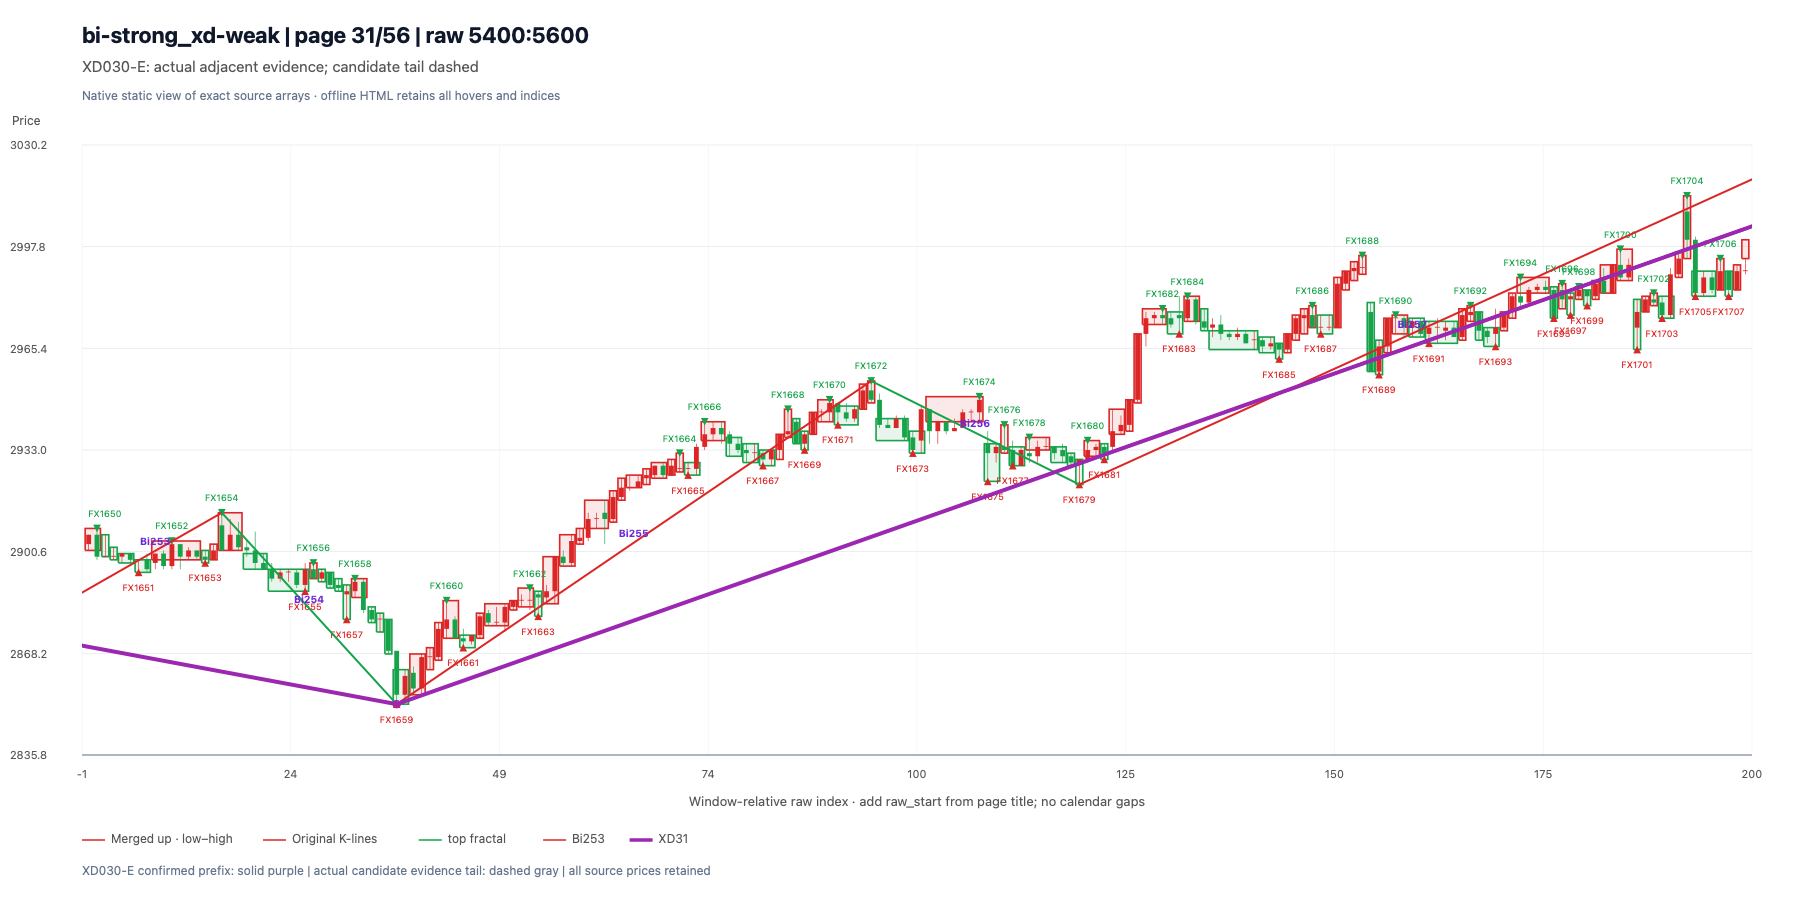 bi-strong_xd-weak | page 31/56 | raw 5400:5600
XD030-E: actual adjacent evidence; candidate tail dashed
Native static view of exact source arrays · offline HTML retains all hovers and indices
Price
3030.2
2997.8
2965.4
2933.0
2900.6
2868.2
2835.8
FX1704
FX1688
FX1700
FX1706
FX1694
FX1696
FX1698
FX1702
FX1682
FX1684
FX1686
FX1690
FX1692
Bi257
FX1705
FX1707
FX1699
FX1695
FX1697
FX1703
FX1683
FX1687
FX1691
FX1693
FX1701
FX1685
FX1689
FX1672
FX1670
FX1674
FX1668
FX1666
FX1676
FX1678
FX1680
Bi256
FX1664
FX1671
FX1669
FX1673
FX1667
FX1665
FX1677
FX1681
FX1675
FX1679
FX1650
FX1654
FX1652
Bi253
Bi255
FX1656
FX1658
FX1651
FX1653
FX1660
FX1662
Bi254
FX1655
FX1657
FX1663
FX1661
FX1659
-1
24
49
74
100
125
150
175
200
Window-relative raw index · add raw_start from page title; no calendar gaps
Merged up · low–high
Original K-lines
top fractal
Bi253
XD31
XD030-E confirmed prefix: solid purple | actual candidate evidence tail: dashed gray | all source prices retained